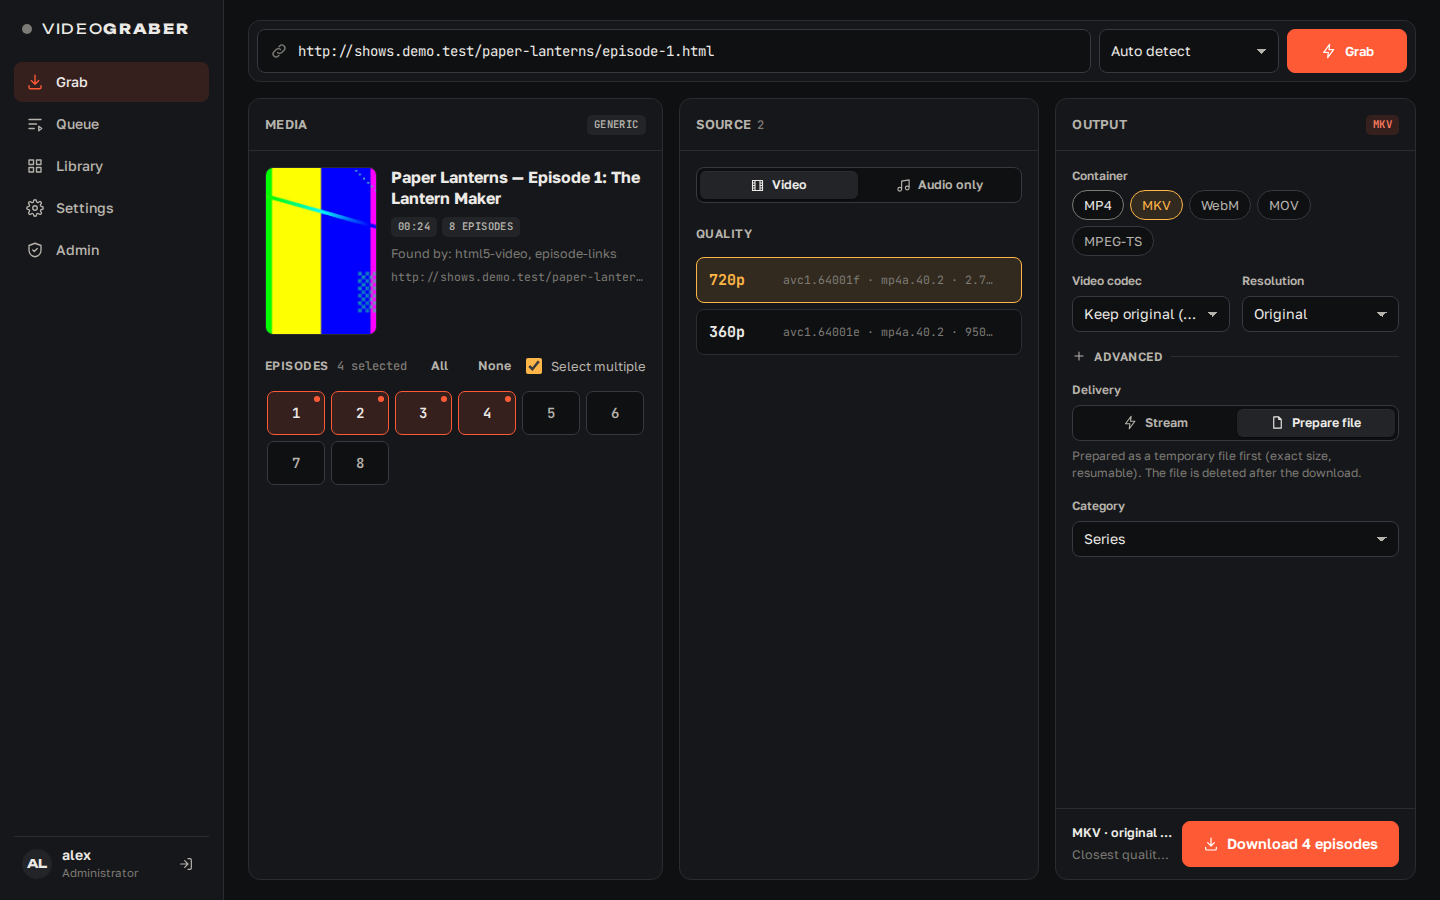 VIDEOGRABER
Grab
Queue
Library
Settings
Admin
AL
alex
Administrator
http://shows.demo.test/paper-lanterns/episode-1.html
Auto detect
Grab
MEDIA
GENERIC
Paper Lanterns — Episode 1: The
Lantern Maker
00:24
8 EPISODES
Found by: html5-video, episode-links
http://shows.demo.test/paper-lanter…
EPISODES 4 selected All None Select multiple
1 2 3 4 5 6
7 8
SOURCE 2
Video Audio only
QUALITY
720p avc1.64001f · mp4a.40.2 · 2.7…
360p avc1.64001e · mp4a.40.2 · 950…
OUTPUT
MKV
Container
MP4 MKV WebM MOV
MPEG-TS
Video codec Resolution
Keep original (... Original
ADVANCED
Delivery
Stream Prepare file
Prepared as a temporary file first (exact size,
resumable). The file is deleted after the download.
Category
Series
MKV · original …
Closest qualit…
Download 4 episodes